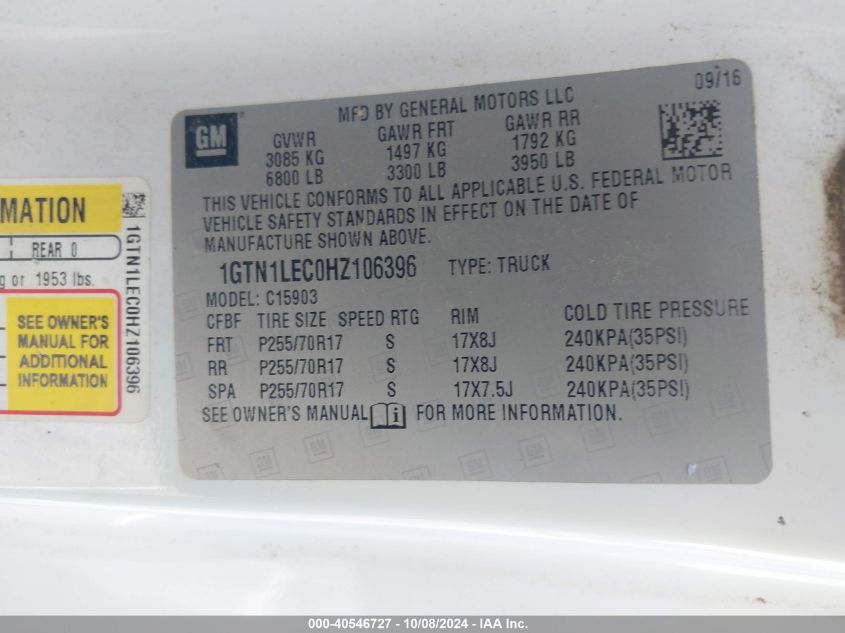 09/16
MFD BY GENERAL MOTORS LLC
GM
GVWR GAWR FRT GAWR RR
3085 KG 1497 KG 1792 KG
6800 LB 3300 LB 3950 LB
THIS VEHICLE CONFORMS TO ALL APPLICABLE U.S. FEDERAL MOTOR
VEHICLE SAFETY STANDARDS IN EFFECT ON THE DATE OF
MANUFACTURE SHOWN ABOVE.
1GTN1LEC0HZ106396 TYPE: TRUCK
MODEL: C15903
CFBF TIRE SIZE SPEED RTG RIM COLD TIRE PRESSURE
FRT P255/70R17 S 17X8J 240KPA(35PSI)
RR P255/70R17 S 17X8J 240KPA(35PSI)
SPA P255/70R17 S 17X7.5J 240KPA(35PSI)
SEE OWNER'S MANUAL i FOR MORE INFORMATION.
MATION
REAR 0
g or 1953 lbs.
SEE OWNER'S
MANUAL FOR
ADDITIONAL
INFORMATION
1GTN1LEC0HZ106396
000-40546727 - 10/08/2024 - IAA Inc.